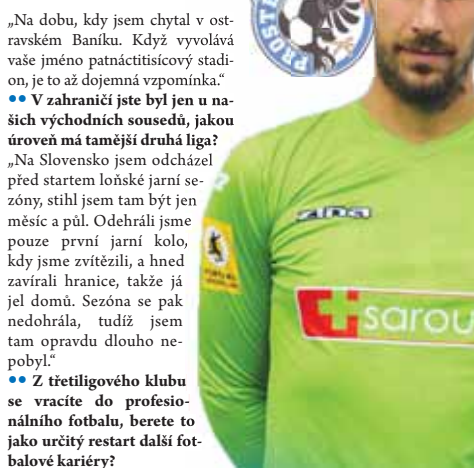 „Na dobu, kdy jsem chytal v ost-
ravském Baníku. Když vyvolává
vaše jméno patnáctitisícový stadi-
on, je to až dojemná vzpomínka.“
•• V zahraničí jste byl jen u na-
šich východních sousedů, jakou
úroveň má tamější druhá liga?
„Na Slovensko jsem odcházel
před startem loňské jarní se-
zóny, stihl jsem tam být jen
měsíc a půl. Odehráli jsme
pouze první jarní kolo,
kdy jsme zvítězili, a hned
zavírali hranice, takže já
jel domů. Sezóna se pak
nedohrála, tudíž jsem
tam opravdu dlouho ne-
pobyl.“
•• Z třetiligového klubu
se vracíte do profesio-
nálního fotbalu, berete to
jako určitý restart další fot-
balové kariéry?
PROSTĚ
zina
sarou